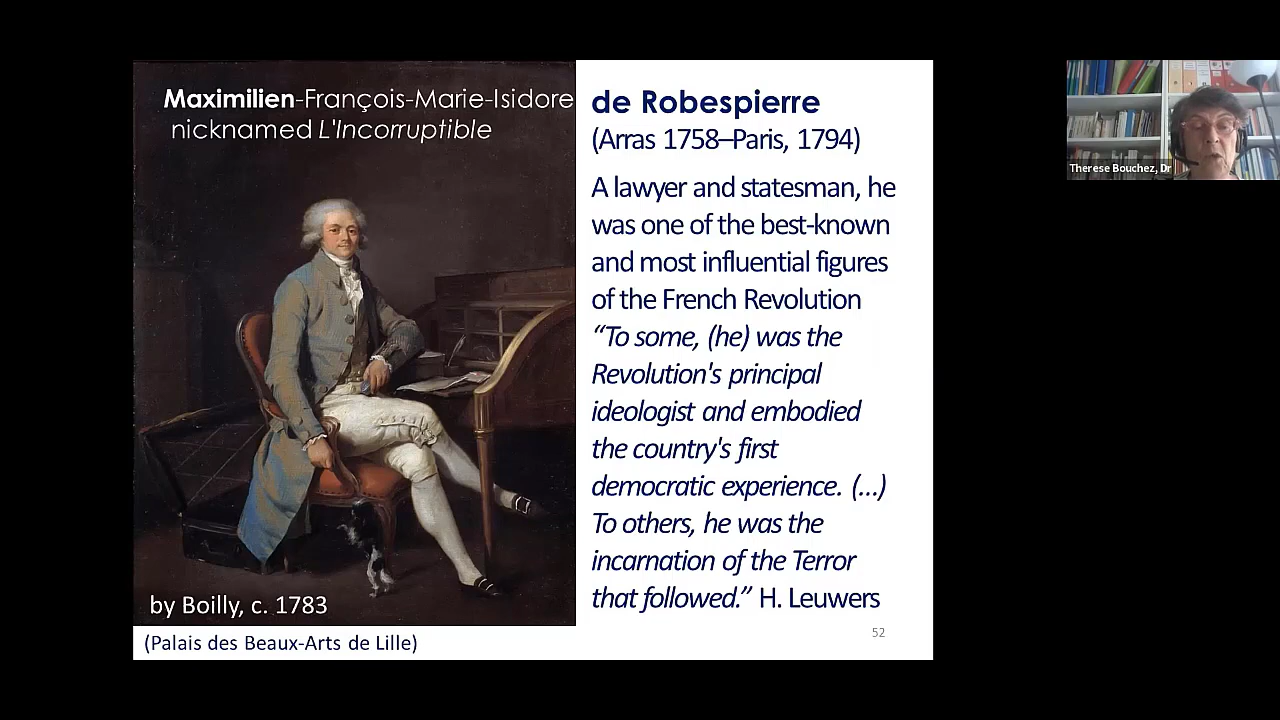 Maximilien-François-Marie-Isidore
nicknamed L'Incorruptible
de Robespierre
(Arras 1758–Paris, 1794)
A lawyer and statesman, he
was one of the best-known
and most influential figures
of the French Revolution
“To some, (he) was the
Revolution's principal
ideologist and embodied
the country's first
democratic experience. (…)
To others, he was the
incarnation of the Terror
that followed.” H. Leuwers
52
by Boilly, c. 1783
(Palais des Beaux-Arts de Lille)
Therese Bouchez, Dr